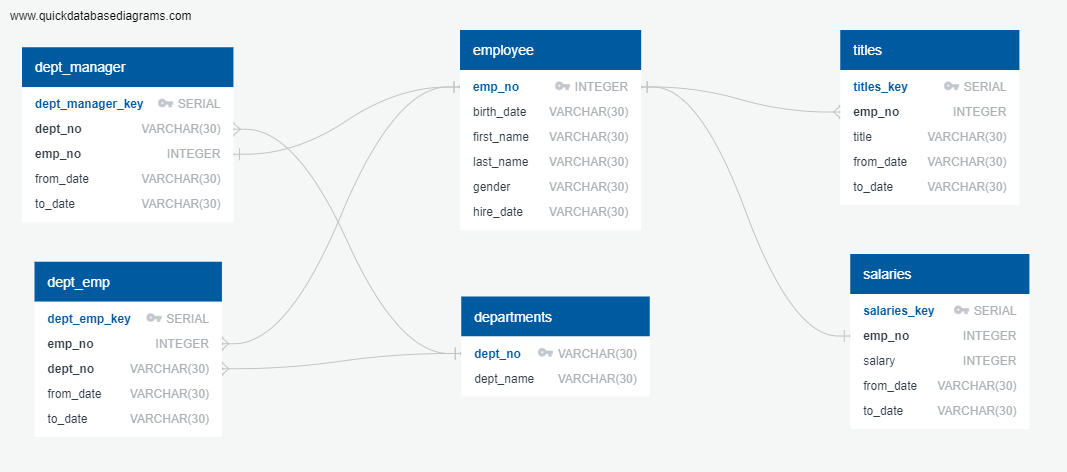 www.quickdatabasediagrams.com
dept_manager
dept_manager_key SERIAL
dept_no VARCHAR(30)
emp_no INTEGER
from_date VARCHAR(30)
to_date VARCHAR(30)
employee
emp_no INTEGER
birth_date VARCHAR(30)
first_name VARCHAR(30)
last_name VARCHAR(30)
gender VARCHAR(30)
hire_date VARCHAR(30)
titles
titles_key SERIAL
emp_no INTEGER
title VARCHAR(30)
from_date VARCHAR(30)
to_date VARCHAR(30)
dept_emp
dept_emp_key SERIAL
emp_no INTEGER
dept_no VARCHAR(30)
from_date VARCHAR(30)
to_date VARCHAR(30)
departments
dept_no VARCHAR(30)
dept_name VARCHAR(30)
salaries
salaries_key SERIAL
emp_no INTEGER
salary INTEGER
from_date VARCHAR(30)
to_date VARCHAR(30)